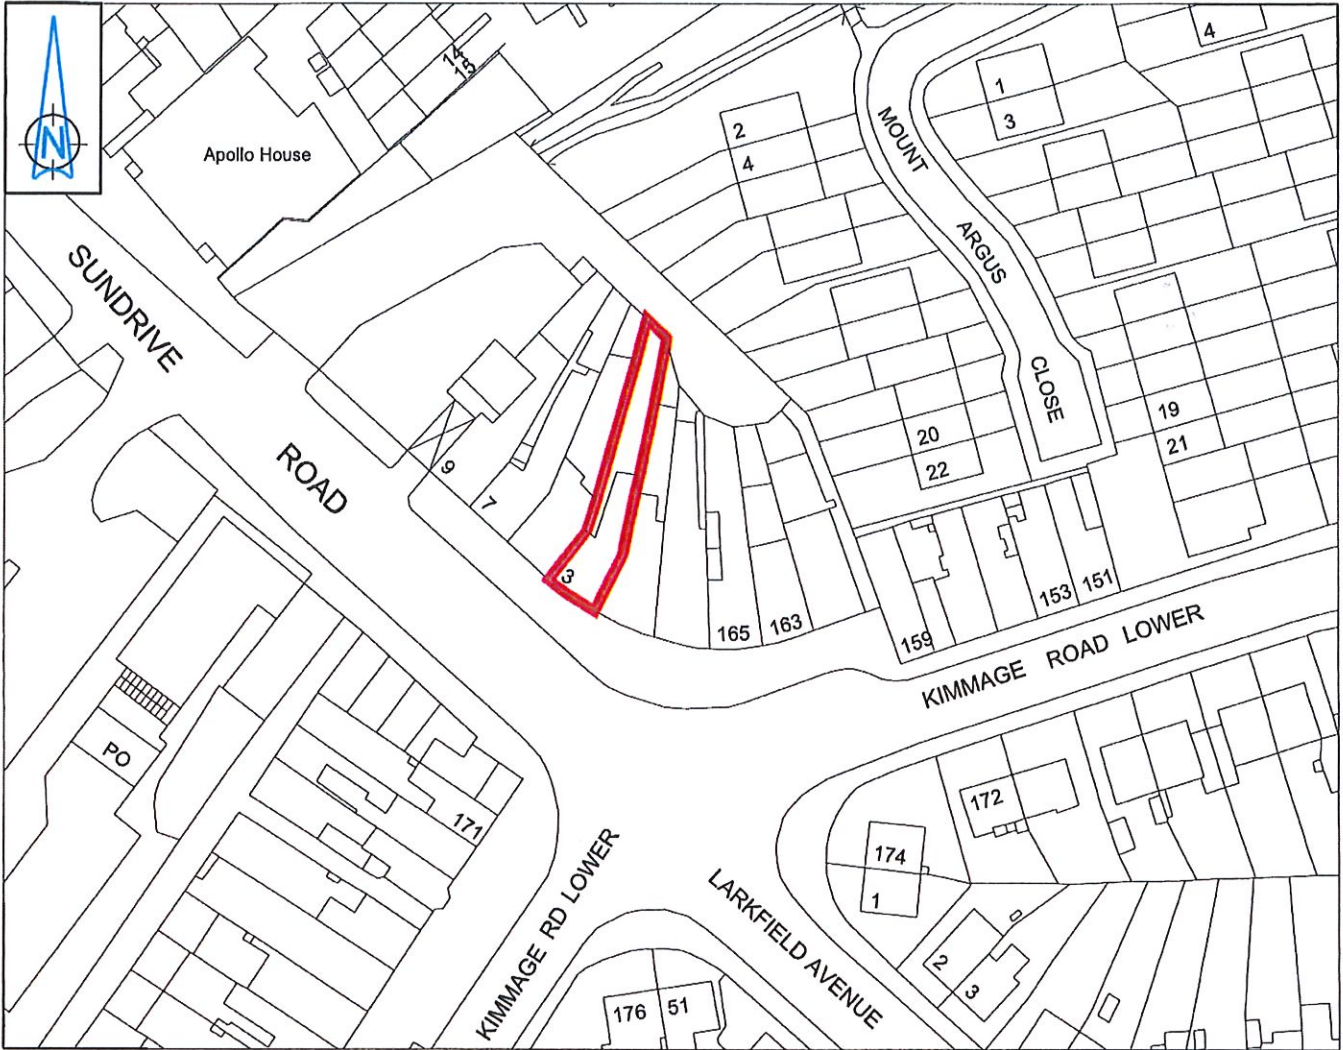 N
14
15
4
Apollo House
2
4
1
3
MOUNT
ARGUS
CLOSE
SUNDRIVE
ROAD
9
7
3
20
22
19
21
165
163
159
153
151
KIMMAGE ROAD LOWER
PO
171
172
174
1
KIMMAGE RD LOWER
LARKFIELD AVENUE
2
3
176
51